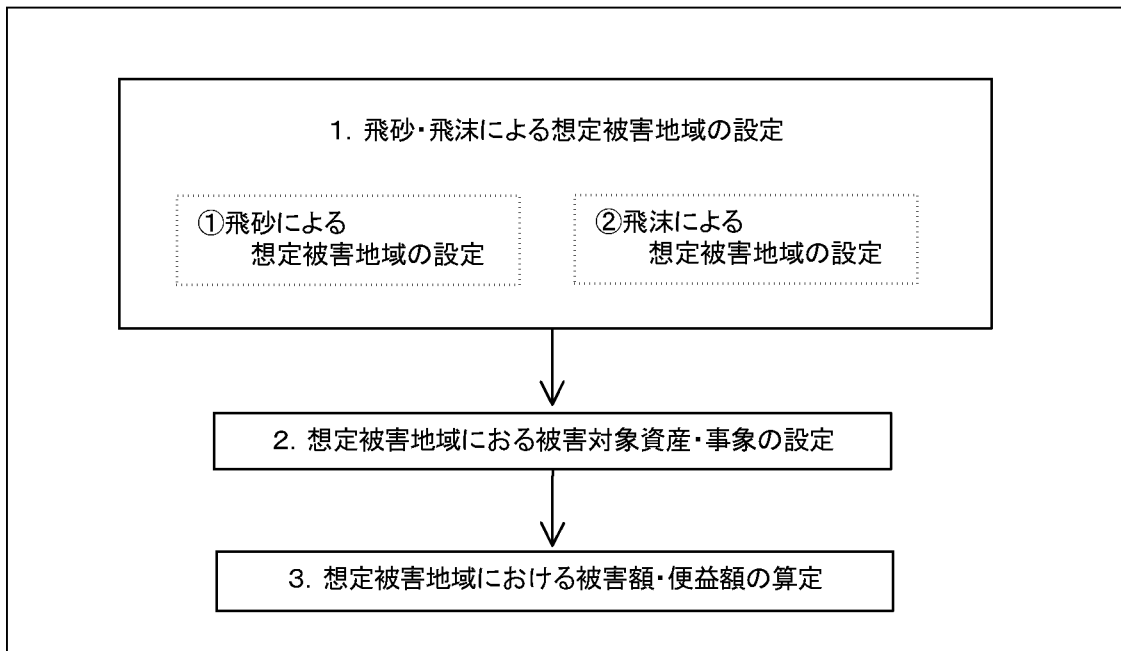 1．飛砂・飛沫による想定被害地域の設定
①飛砂による
想定被害地域の設定
②飛沫による
想定被害地域の設定
2．想定被害地域におる被害対象資産・事象の設定
3．想定被害地域における被害額・便益額の算定